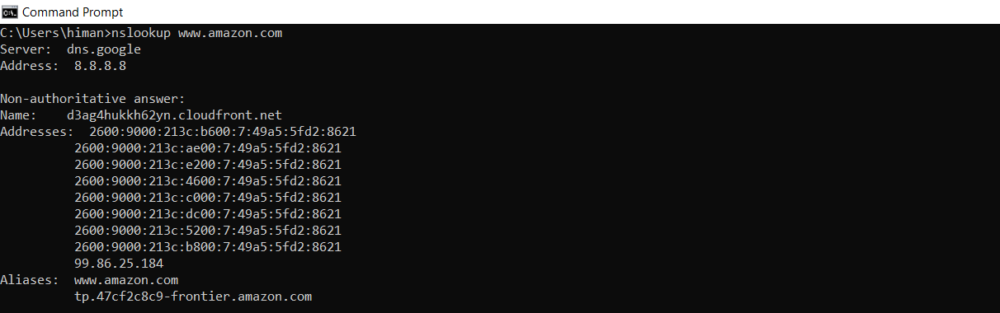 Command Prompt
C:\Users\himan>nslookup www.amazon.com
Server:  dns.google
Address:  8.8.8.8
Non-authoritative answer:
Name:    d3ag4hukkh62yn.cloudfront.net
Addresses:  2600:9000:213c:b600:7:49a5:5fd2:8621
2600:9000:213c:ae00:7:49a5:5fd2:8621
2600:9000:213c:e200:7:49a5:5fd2:8621
2600:9000:213c:4600:7:49a5:5fd2:8621
2600:9000:213c:c000:7:49a5:5fd2:8621
2600:9000:213c:dc00:7:49a5:5fd2:8621
2600:9000:213c:5200:7:49a5:5fd2:8621
2600:9000:213c:b800:7:49a5:5fd2:8621
99.86.25.184
Aliases:  www.amazon.com
tp.47cf2c8c9-frontier.amazon.com